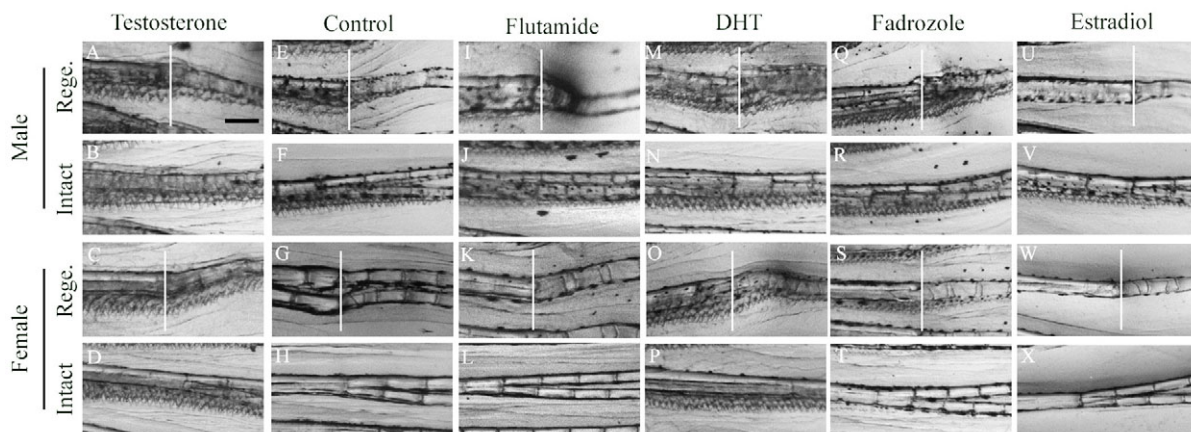 Testosterone Control Flutamide DHT Fadrozole Estradiol
Male
Rege.
A E I M Q U
Intact
B F J N R V
Female
Rege.
C G K O S W
Intact
D H L P T X